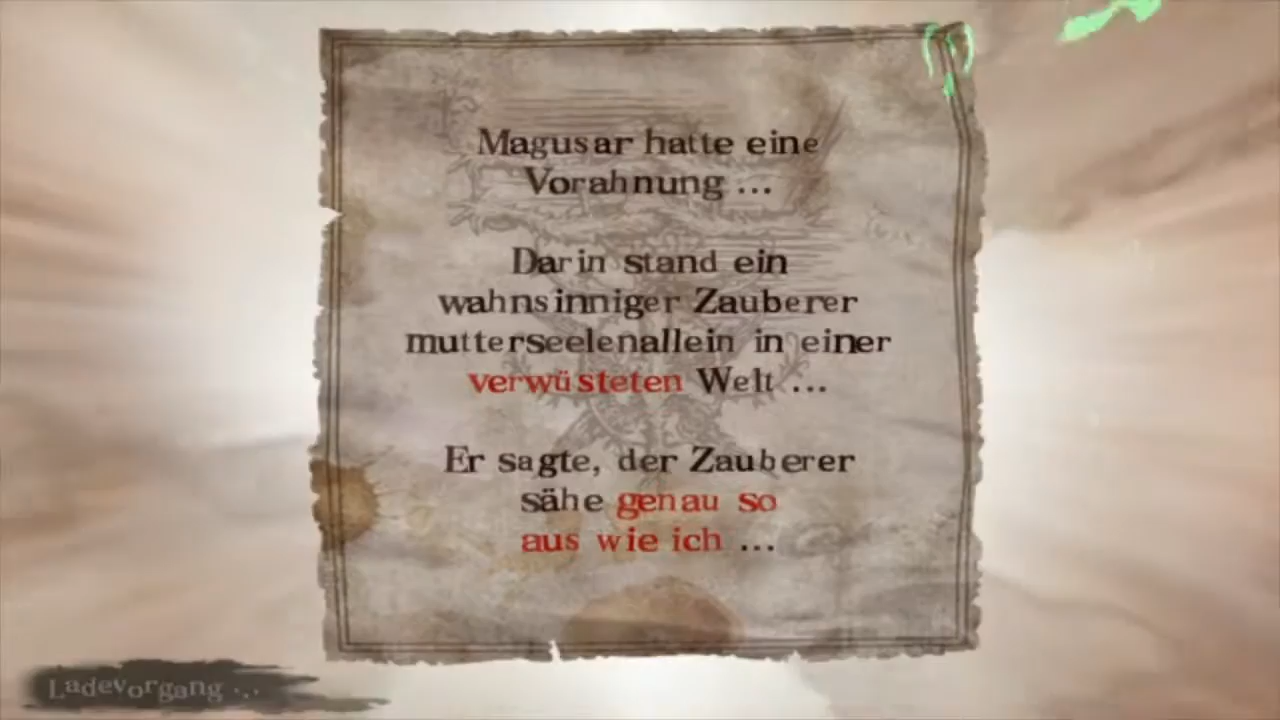 Magusar hatte eine
Vorahnung ...
Darin stand ein
wahnsinniger Zauberer
mutterseelenallein in einer
verwüsteten Welt ...
Er sagte, der Zauberer
sähe genau so
aus wie ich ...
Ladevorgang ...